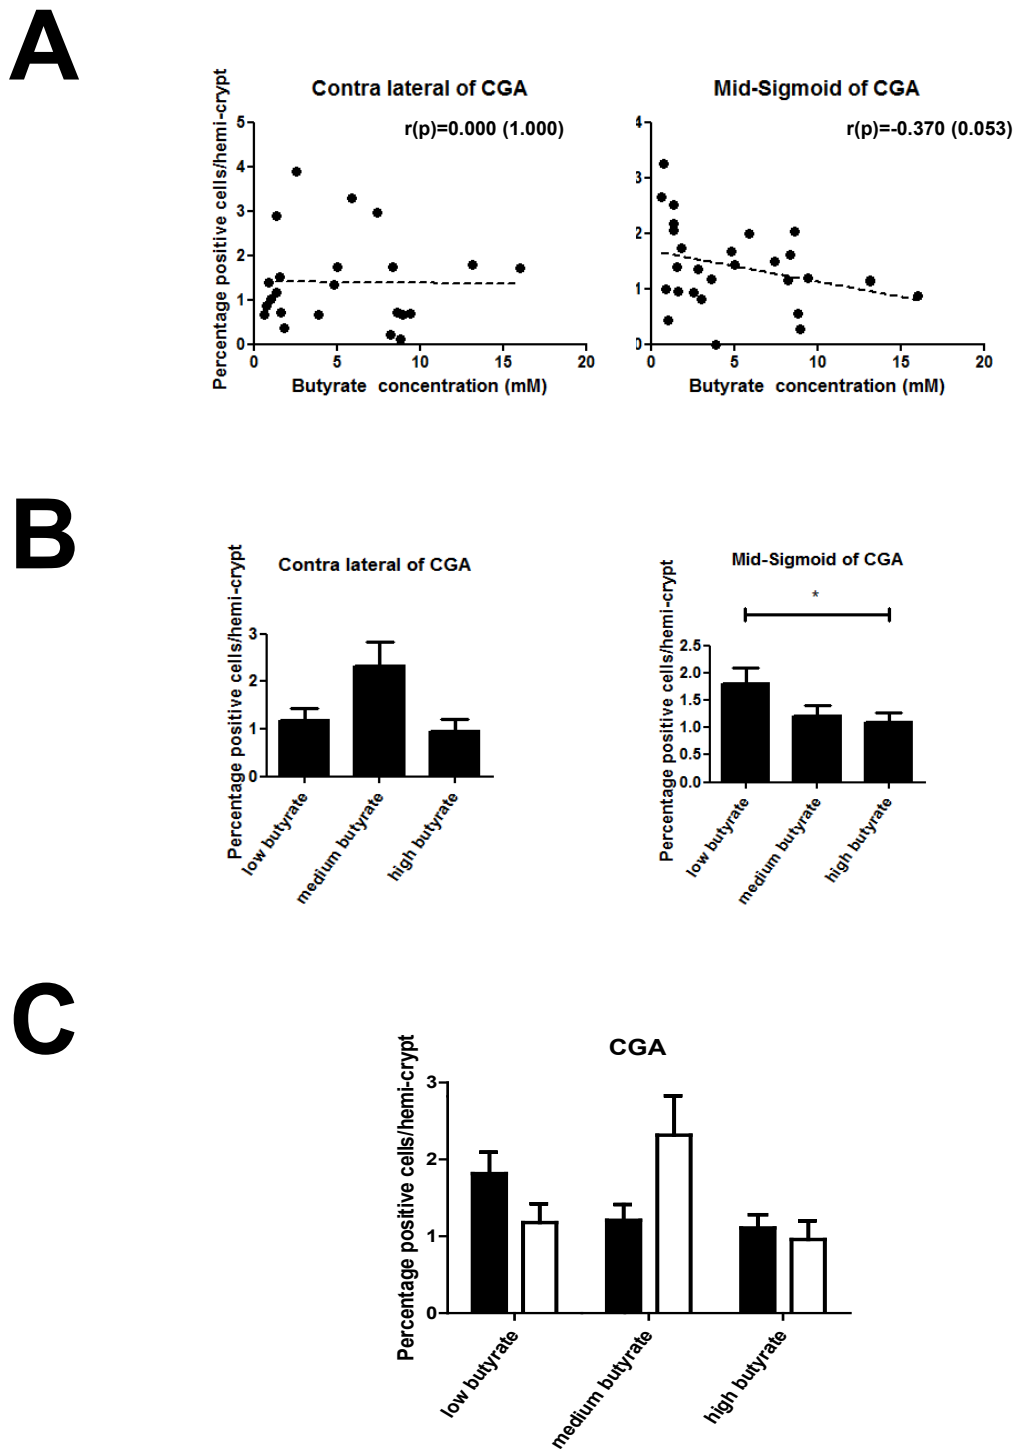 A
Contra lateral of CGA
r(p)=0.000 (1.000)
Percentage positive cells/hemi-crypt
5
4
3
2
1
0
0 5 10 15 20
Butyrate concentration (mM)
Mid-Sigmoid of CGA
r(p)=-0.370 (0.053)
4
3
2
1
0
0 5 10 15 20
Butyrate concentration (mM)
B
Contra lateral of CGA
Percentage positive cells/hemi-crypt
3
2
1
0
low butyrate
medium butyrate
high butyrate
Mid-Sigmoid of CGA
*
Percentage positive cells/hemi-crypt
2.5
2.0
1.5
1.0
0.5
0.0
low butyrate
medium butyrate
high butyrate
C
CGA
Percentage positive cells/hemi-crypt
3
2
1
0
low butyrate
medium butyrate
high butyrate